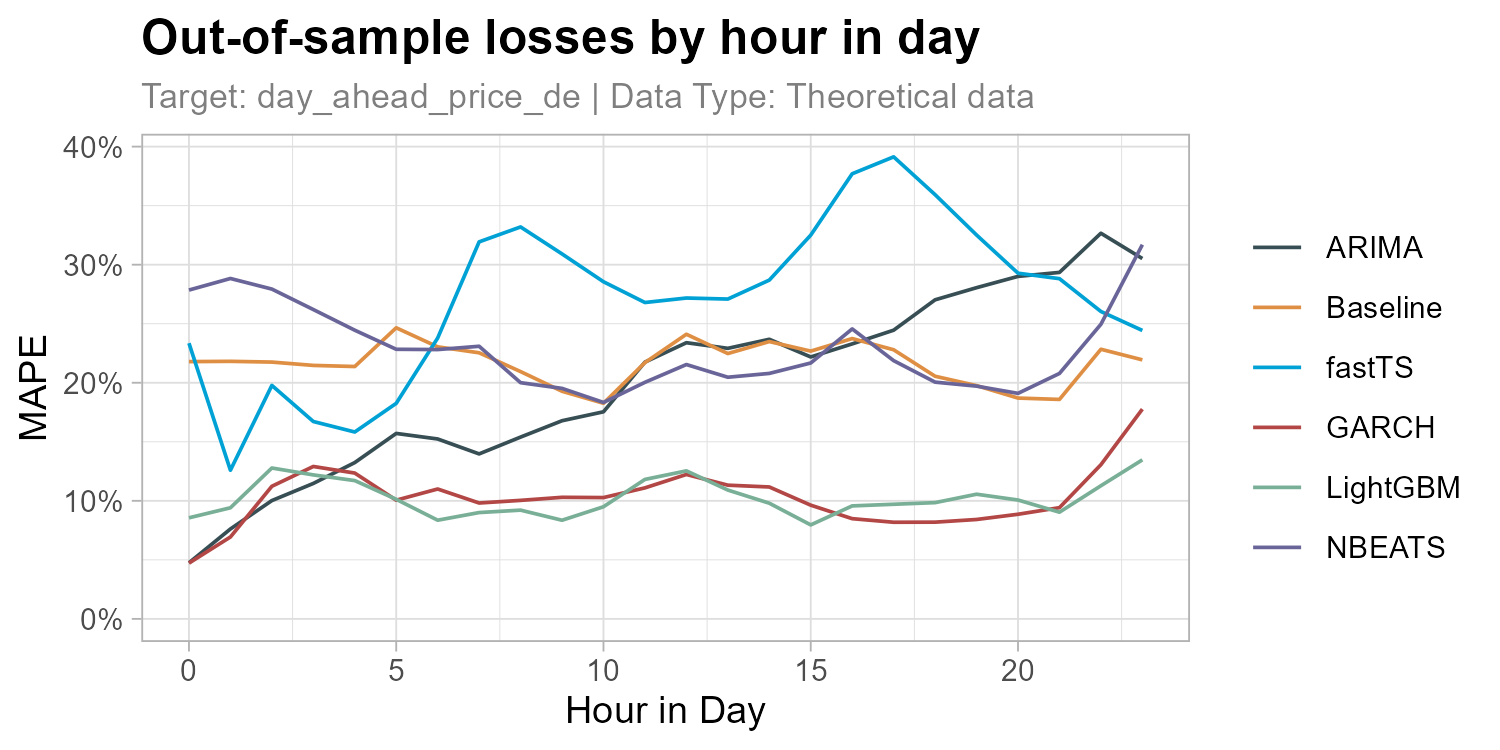 Out-of-sample losses by hour in day
Target: day_ahead_price_de | Data Type: Theoretical data
MAPE
40%
30%
20%
10%
0%
0 5 10 15 20
Hour in Day
ARIMA
Baseline
fastTS
GARCH
LightGBM
NBEATS